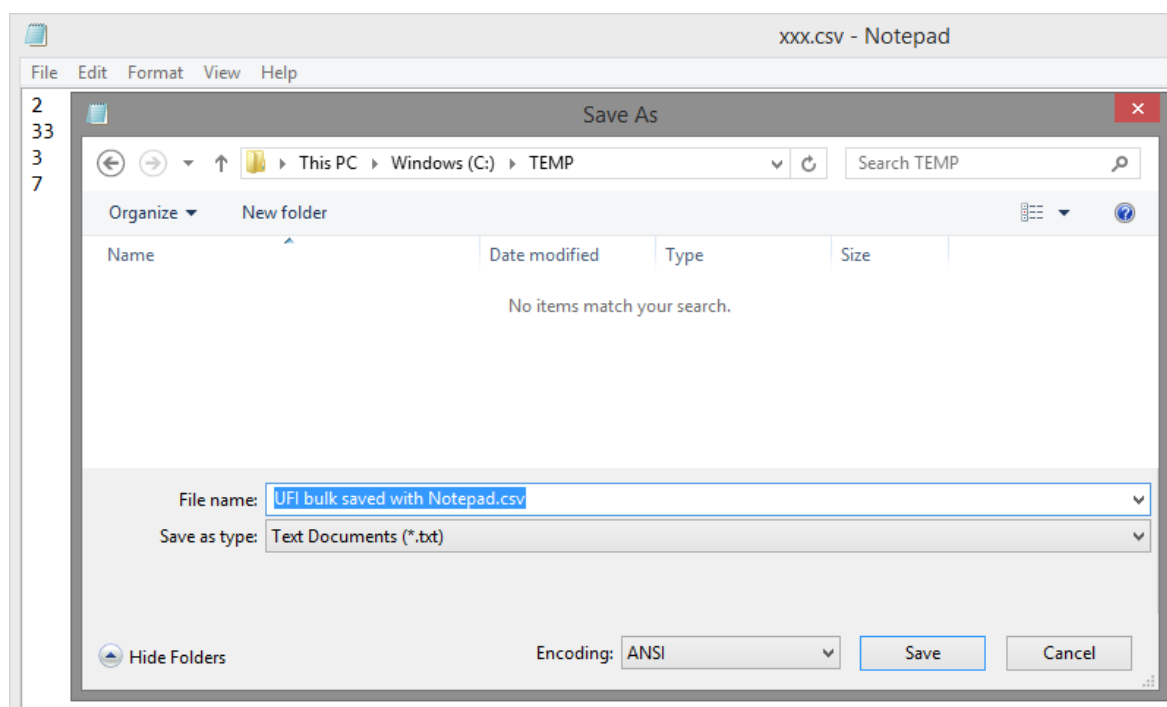 xxx.csv - Notepad
File Edit Format View Help
2
33
3
7
Save As
This PC Windows (C:) TEMP Search TEMP
Organize New folder
Name Date modified Type Size
No items match your search.
File name: UFI bulk saved with Notepad.csv
Save as type: Text Documents (*.txt)
Hide Folders Encoding: ANSI Save Cancel